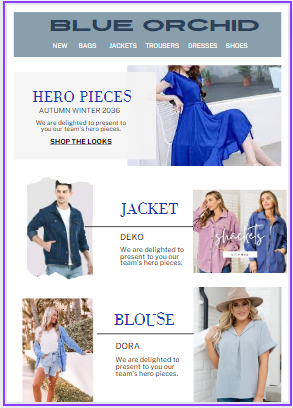 BLUE ORCHID
NEW BAGS JACKETS TROUSERS DRESSES SHOES
HERO PIECES
AUTUMN WINTER 2036
We are delighted to present to
you our team's hero pieces.
SHOP THE LOOKS
JACKET
DEKO
We are delighted to
present to you our
team's hero pieces.
shackets
BLOUSE
DORA
We are delighted to
present to you our
team's hero pieces.